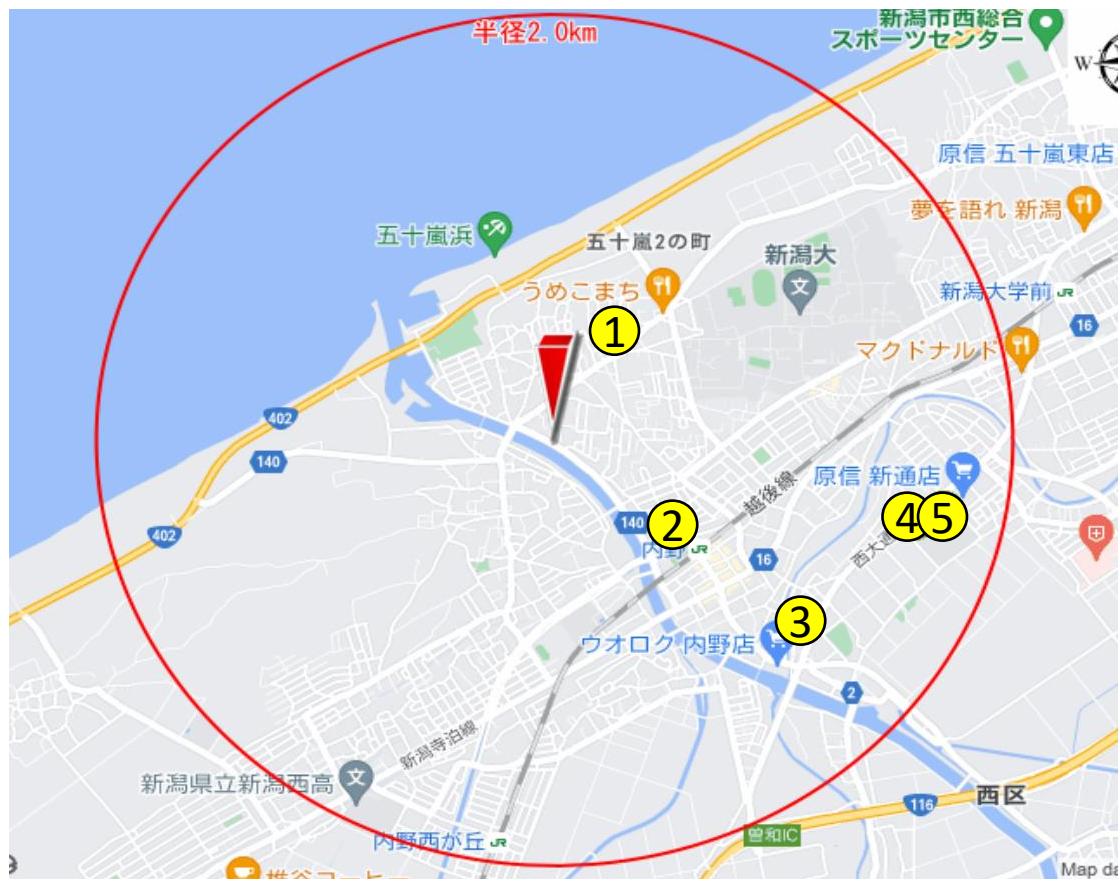 半径2.0km
新潟市西総合
スポーツセンター
W
原信 五十嵐東店
夢を語れ 新潟
五十嵐浜
五十嵐2の町
新潟大
うめこまち
新潟大学前 JR
16
①
マクドナルド
402
140
原信 新通店
越後線
④⑤
140
②
西大通
内野 JR
16
402
③
ウオロク 内野店
2
新潟寺泊線
新潟県立新潟西高
西区
116
曽和IC
内野西が丘 JR
Map da